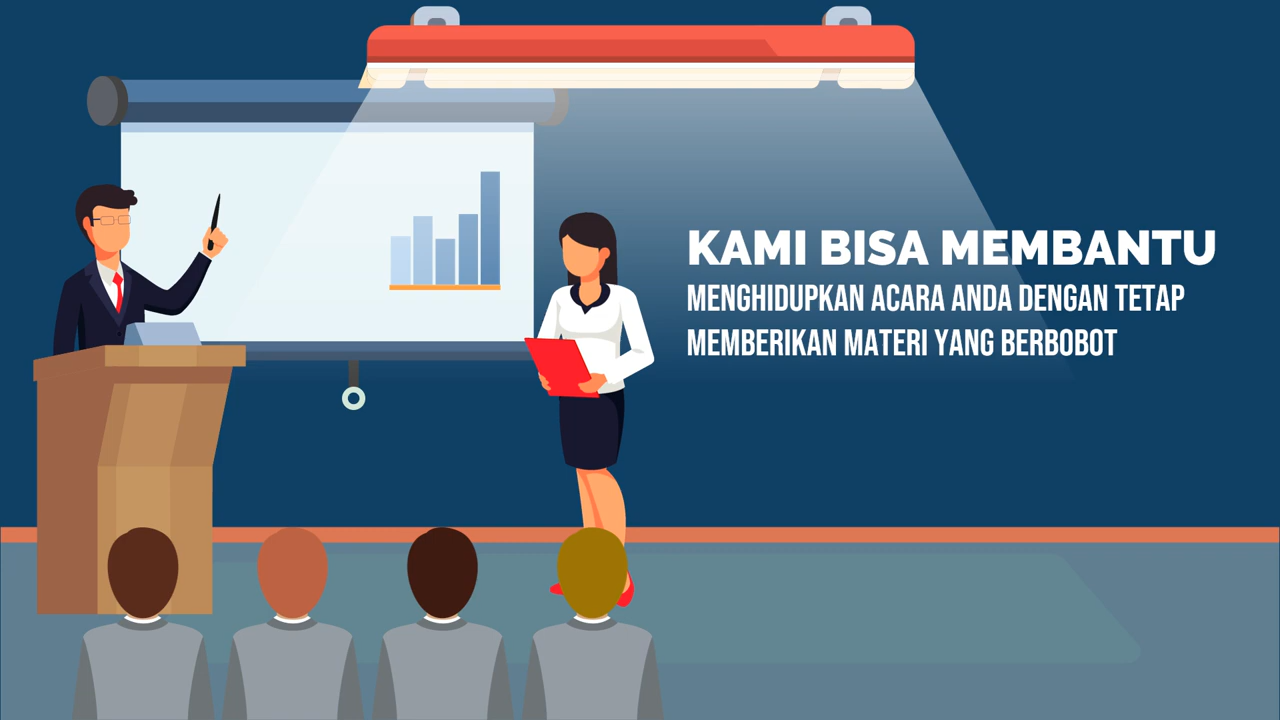 KAMI BISA MEMBANTU
MENGHIDUPKAN ACARA ANDA DENGAN TETAP
MEMBERIKAN MATERI YANG BERBOBOT